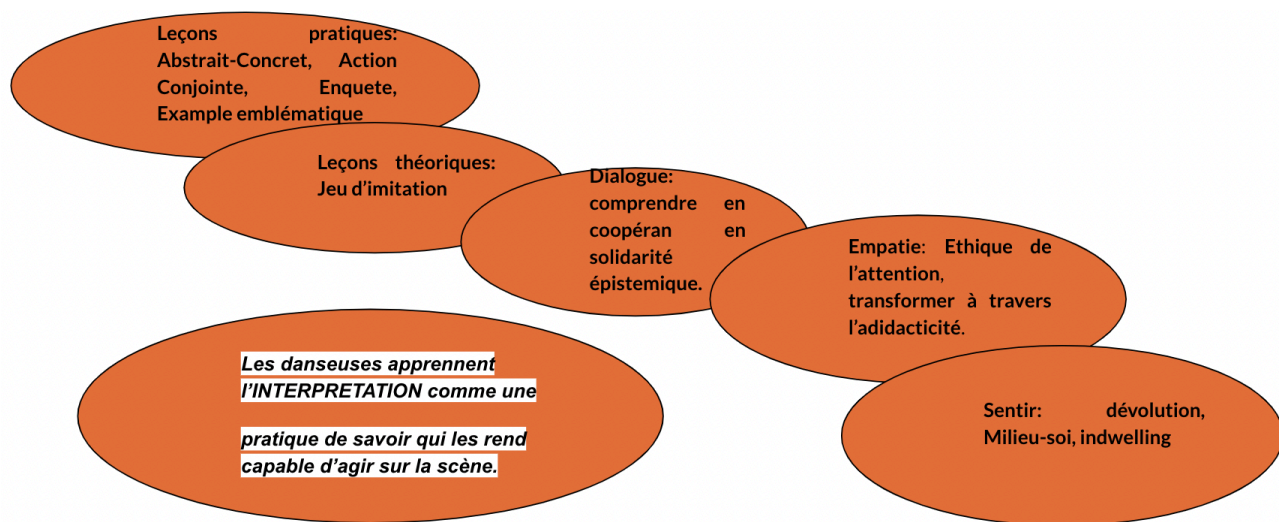 Leçons pratiques:
Abstrait-Concret, Action
Conjointe, Enquete,
Example emblématique
Leçons théoriques:
Jeu d'imitation
Dialogue:
comprendre en
coopéran en
solidarité
épistemique.
Empatie: Ethique de
l'attention,
transformer à travers
l'adidacticité.
Sentir: dévolution,
Milieu-soi, indwelling
Les danseuses apprennent
l'INTERPRETATION comme une
pratique de savoir qui les rend
capable d'agir sur la scène.